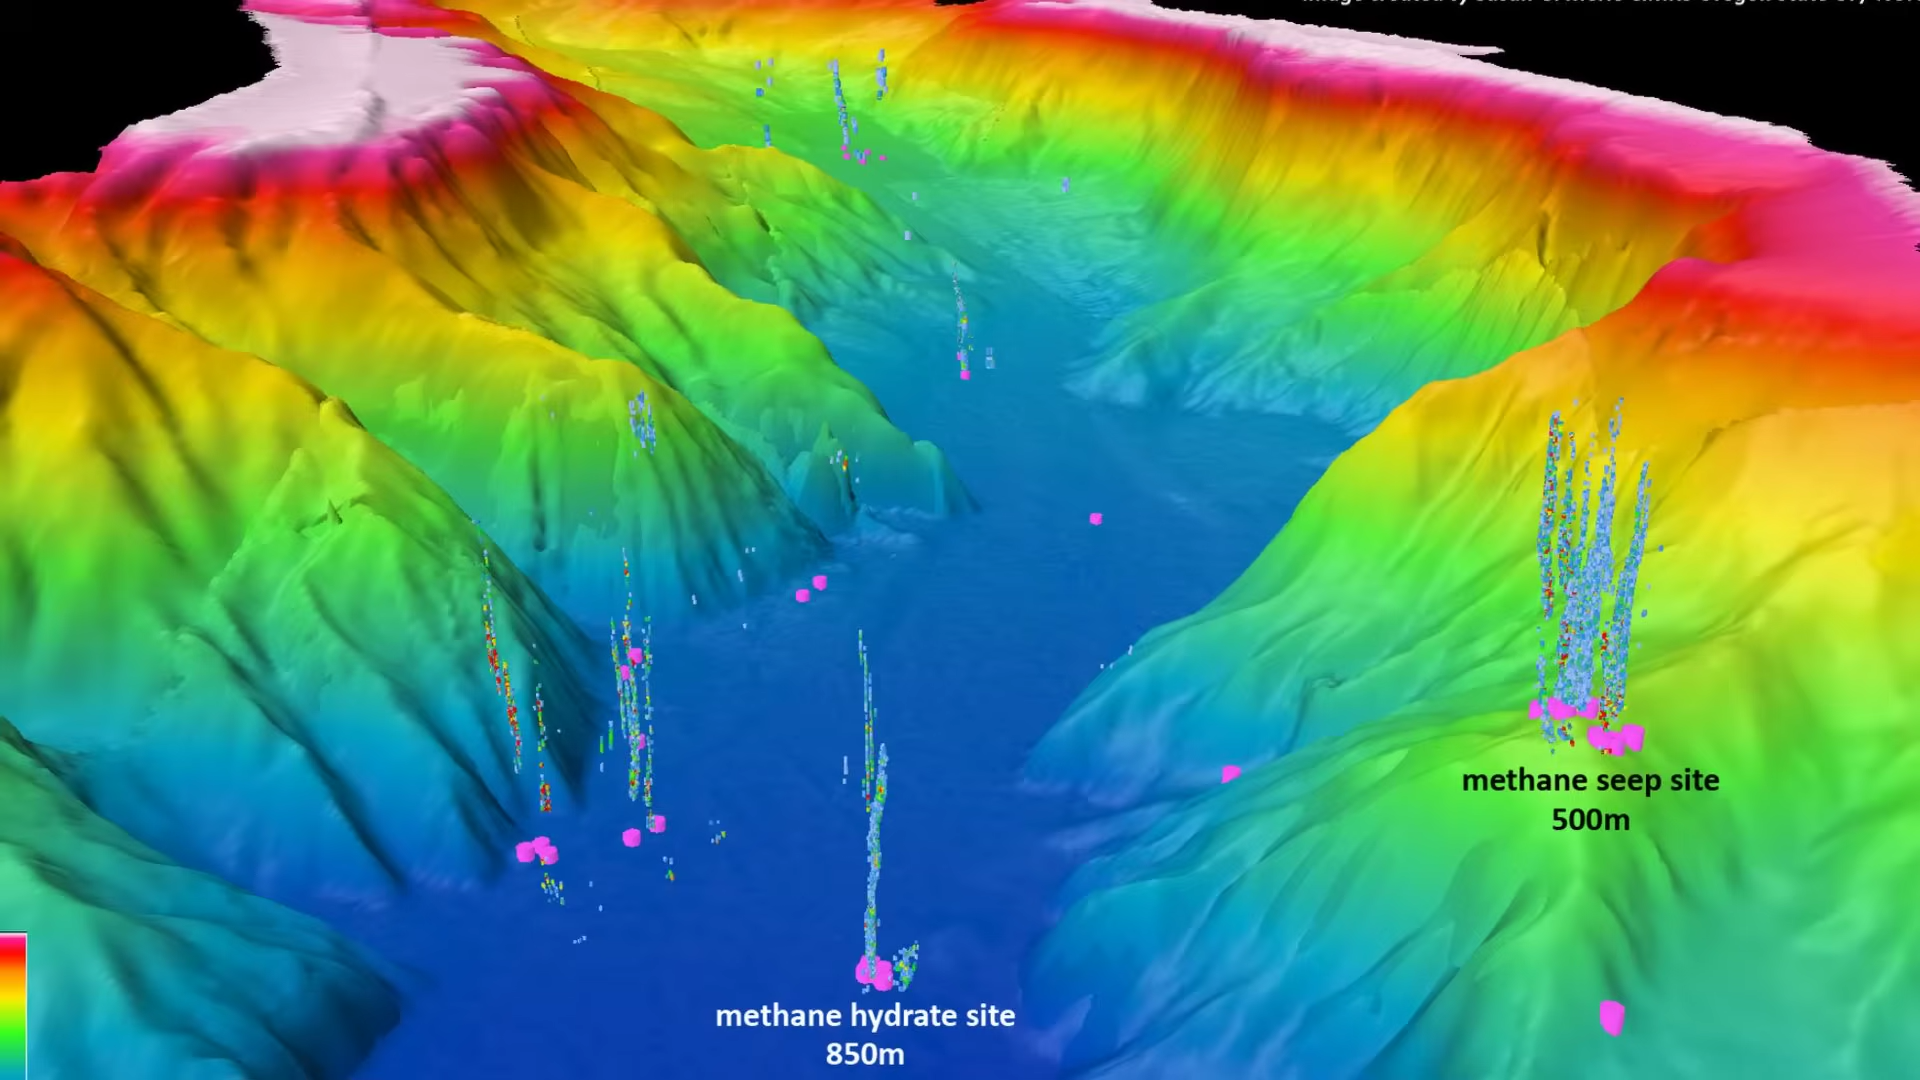 methane seep site
500m
methane hydrate site
850m